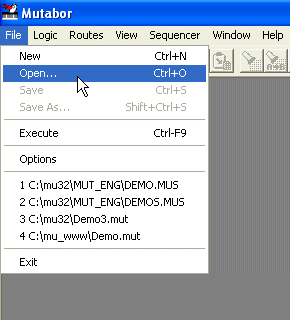 Mutabor
File Logic Routes View Sequencer Window Help
New Ctrl+N
Open... Ctrl+O
Save Ctrl+S
Save As... Shift+Ctrl+S
Execute Ctrl-F9
Options
1 C:\mu32\MUT_ENG\DEMO.MUS
2 C:\mu32\MUT_ENG\DEMOS.MUS
3 C:\mu32\Demo3.mut
4 C:\mu_www\Demo.mut
Exit